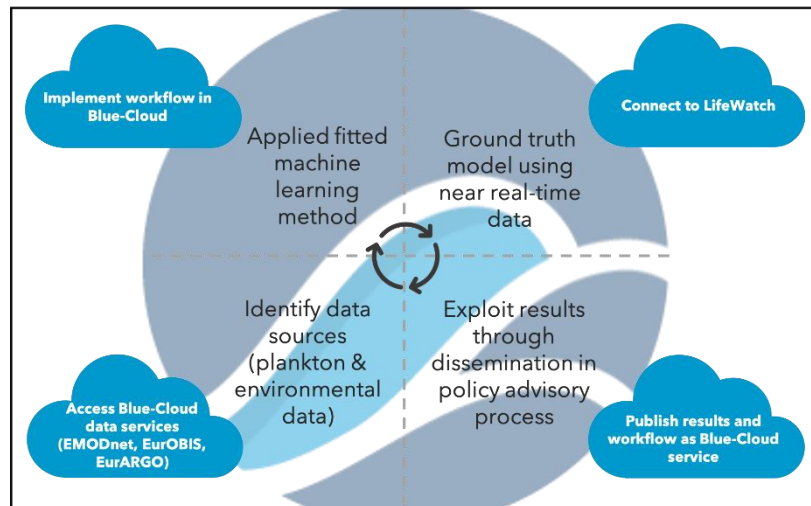 Implement workflow in
Blue-Cloud
Connect to LifeWatch
Applied fitted
machine
learning
method
Ground truth
model using
near real-time
data
Identify data
sources
(plankton &
environmental
data)
Exploit results
through
dissemination in
policy advisory
process
Access Blue-Cloud
data services
(EMODnet, EurOBIS,
EurARGO)
Publish results and
workflow as Blue-Cloud
service